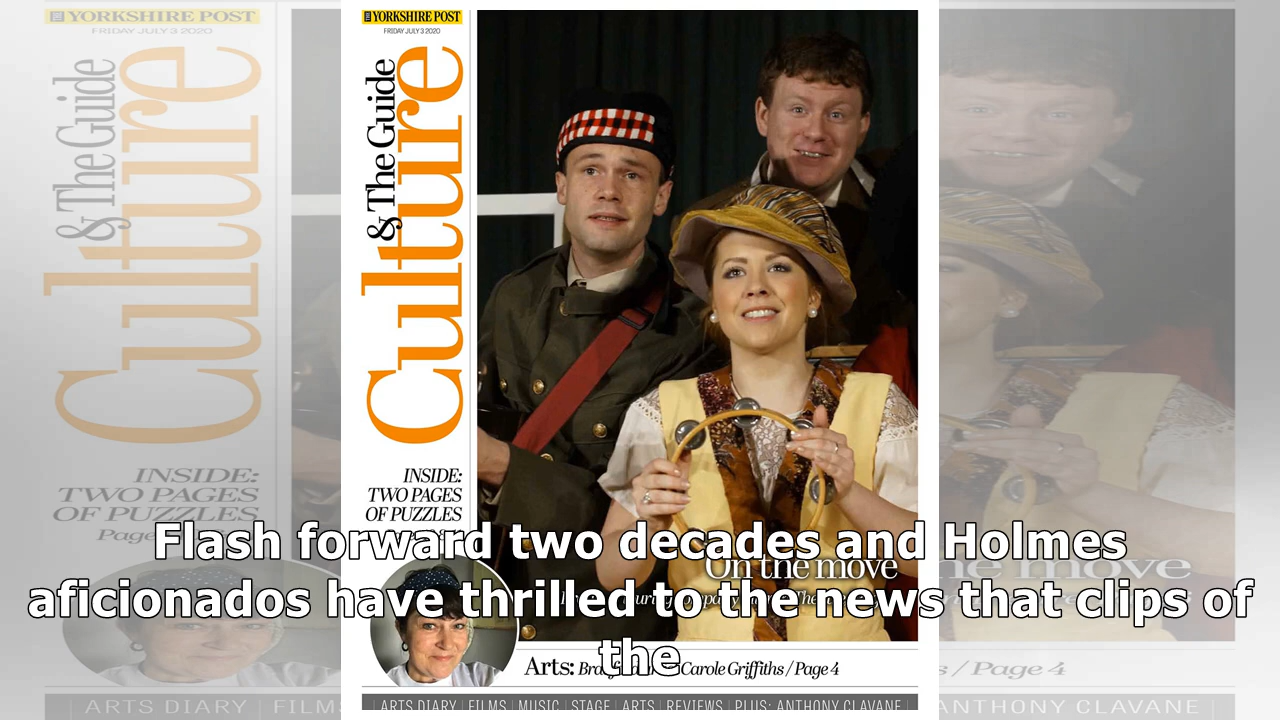 YORKSHIRE POST
FRIDAY JULY 3 2020
Culture
& The Guide
INSIDE:
TWO PAGES
OF PUZZLES
On the move
Flash forward two decades and Holmes
aficionados have thrilled to the news that clips of
the
Arts: Carole Griffiths / Page 4
ARTS DIARY | FILMS | MUSIC | STAGE | ARTS | REVIEWS | PLUS: ANTHONY CLAVANE